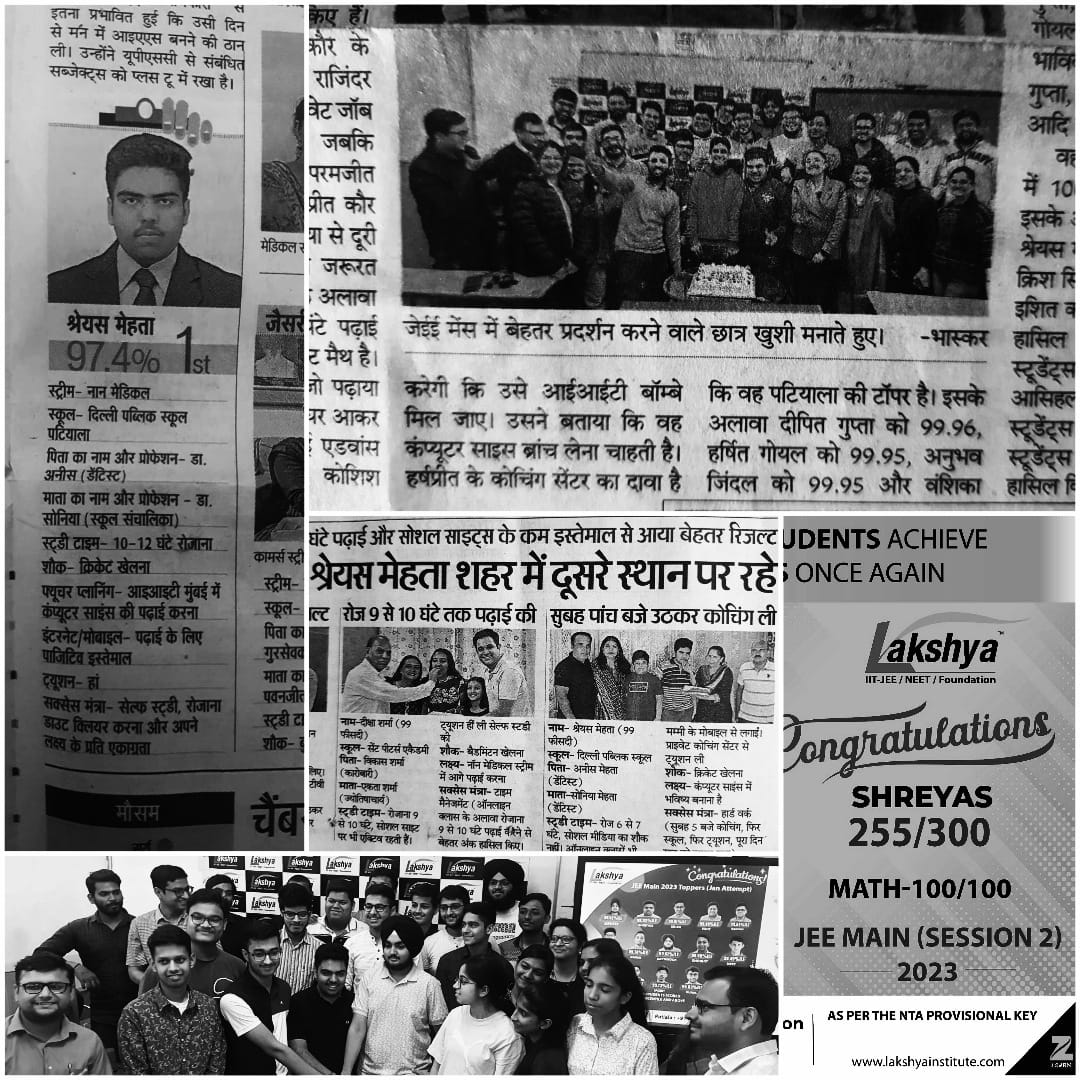 इतना प्रभावित हुई कि उसी दिन
से मन में आइएएस बनने की ठान
ली। उन्होंने यूपीएससी से संबंधित
सब्जेक्ट्स को प्लस टू में रखा है।
श्रेयस मेहता
97.4% 1st
स्ट्रीम- नान मेडिकल
स्कूल- दिल्ली पब्लिक स्कूल
पटियाला
पिता का नाम और प्रोफेशन- डा.
अनीस (डेंटिस्ट)
माता का नाम और प्रोफेशन - डा.
सोनिया (स्कूल संचालिका)
स्टडी टाइम- 10-12 घंटे रोजाना
शौक- क्रिकेट खेलना
फ्यूचर प्लानिंग- आइआइटी मुंबई में
कंप्यूटर साइंस की पढ़ाई करना
इंटरनेट/मोबाइल- पढ़ाई के लिए
पाजिटिव इस्तेमाल
ट्यूशन- हां
सक्सेस मंत्रा- सेल्फ स्टडी, रोजाना
डाउट क्लियर करना और अपने
लक्ष्य के प्रति एकाग्रता
मौसम
मेडिकल
कामर्स स्ट्री
स्ट्रीम-
स्कूल-
पिता का
गुरसेवक
माता का
पवनजीत
स्टडी टा
शौक-
चैंब
किए हैं।
कौर के
राजिंदर
वेट जॉब
जबकि
परमजीत
प्रीत कौर
या से दूरी
जरूरत
अलावा
घंटे पढ़ाई
ट मैथ है।
जो पढ़ाया
पर आकर
एडवांस
कोशिश
जेईई मेंस में बेहतर प्रदर्शन करने वाले छात्र खुशी मनाते हुए। -भास्कर
करेगी कि उसे आईआईटी बॉम्बे
मिल जाए। उसने बताया कि वह
कंप्यूटर साइस ब्रांच लेना चाहती है।
हर्षप्रीत के कोचिंग सेंटर का दावा है
कि वह पटियाला की टॉपर है। इसके
अलावा दीपित गुप्ता को 99.96,
हर्षित गोयल को 99.95, अनुभव
जिंदल को 99.95 और वंशिका
गोयल
भावि
गुप्ता,
आदि
वह
में 10
इसके अ
श्रेयस म
क्रिश सि
इशित क
हासिल
स्टूडेंट्स
आसिहल
स्टूडेंट्स
स्टूडेंट्स
हासिल कि
घंटे पढ़ाई और सोशल साइट्स के कम इस्तेमाल से आया बेहतर रिजल्ट
श्रेयस मेहता शहर में दूसरे स्थान पर रहे
रोज 9 से 10 घंटे तक पढ़ाई की
नाम-दीक्षा शर्मा (99
फीसदी)
स्कूल- सेंट पीटर्स एकैडमी
पिता- विकास शर्मा
(कारोबारी)
माता-एकता शर्मा
(ज्योतिषाचार्य)
स्टडी टाइम- रोजाना 9
से 10 घंटे, सोशल साइट
पर भी एक्टिव रहती हैं।
ट्यूशन हीं ली सेल्फ स्टडी
की
शौक- बैडमिंटन खेलना
लक्ष्य- नॉन मेडिकल स्ट्रीम
में आगे पढ़ाई करना
सक्सेस मंत्रा- टाइम
मैनेजमेंट (ऑनलाइन
क्लास के अलावा रोजाना
9 से 10 घंटे पढ़ाई करने से
बेहतर अंक हासिल किए।
सुबह पांच बजे उठकर कोचिंग ली
नाम- श्रेयस मेहता (99
फीसदी)
स्कूल- दिल्ली पब्लिक स्कूल
पिता- अनीस मेहता
(डेंटिस्ट)
माता-सोनिया मेहता
(डेंटिस्ट)
स्टडी टाइम- रोज 6 से 7
घंटे, सोशल मीडिया का शौक
नहीं।
मम्मी के मोबाइल से लगाई।
प्राइवेट कोचिंग सेंटर से
ट्यूशन ली
शौक- क्रिकेट खेलना
लक्ष्य- कंप्यूटर साइंस में
भविष्य बनाना है
सक्सेस मंत्रा- हार्ड वर्क
(सुबह 5 बजे कोचिंग, फिर
स्कूल, फिर ट्यूशन, पूरा दिन
UDENTS ACHIEVE
S ONCE AGAIN
Lakshya
IIT-JEE / NEET / Foundation
Congratulations
SHREYAS
255/300
MATH-100/100
JEE MAIN (SESSION 2)
2023
on
AS PER THE NTA PROVISIONAL KEY
www.lakshyainstitute.com
Z
LEARN
Lakshya
Congratulations!
JEE Main 2023 Toppers (Jan Attempt)